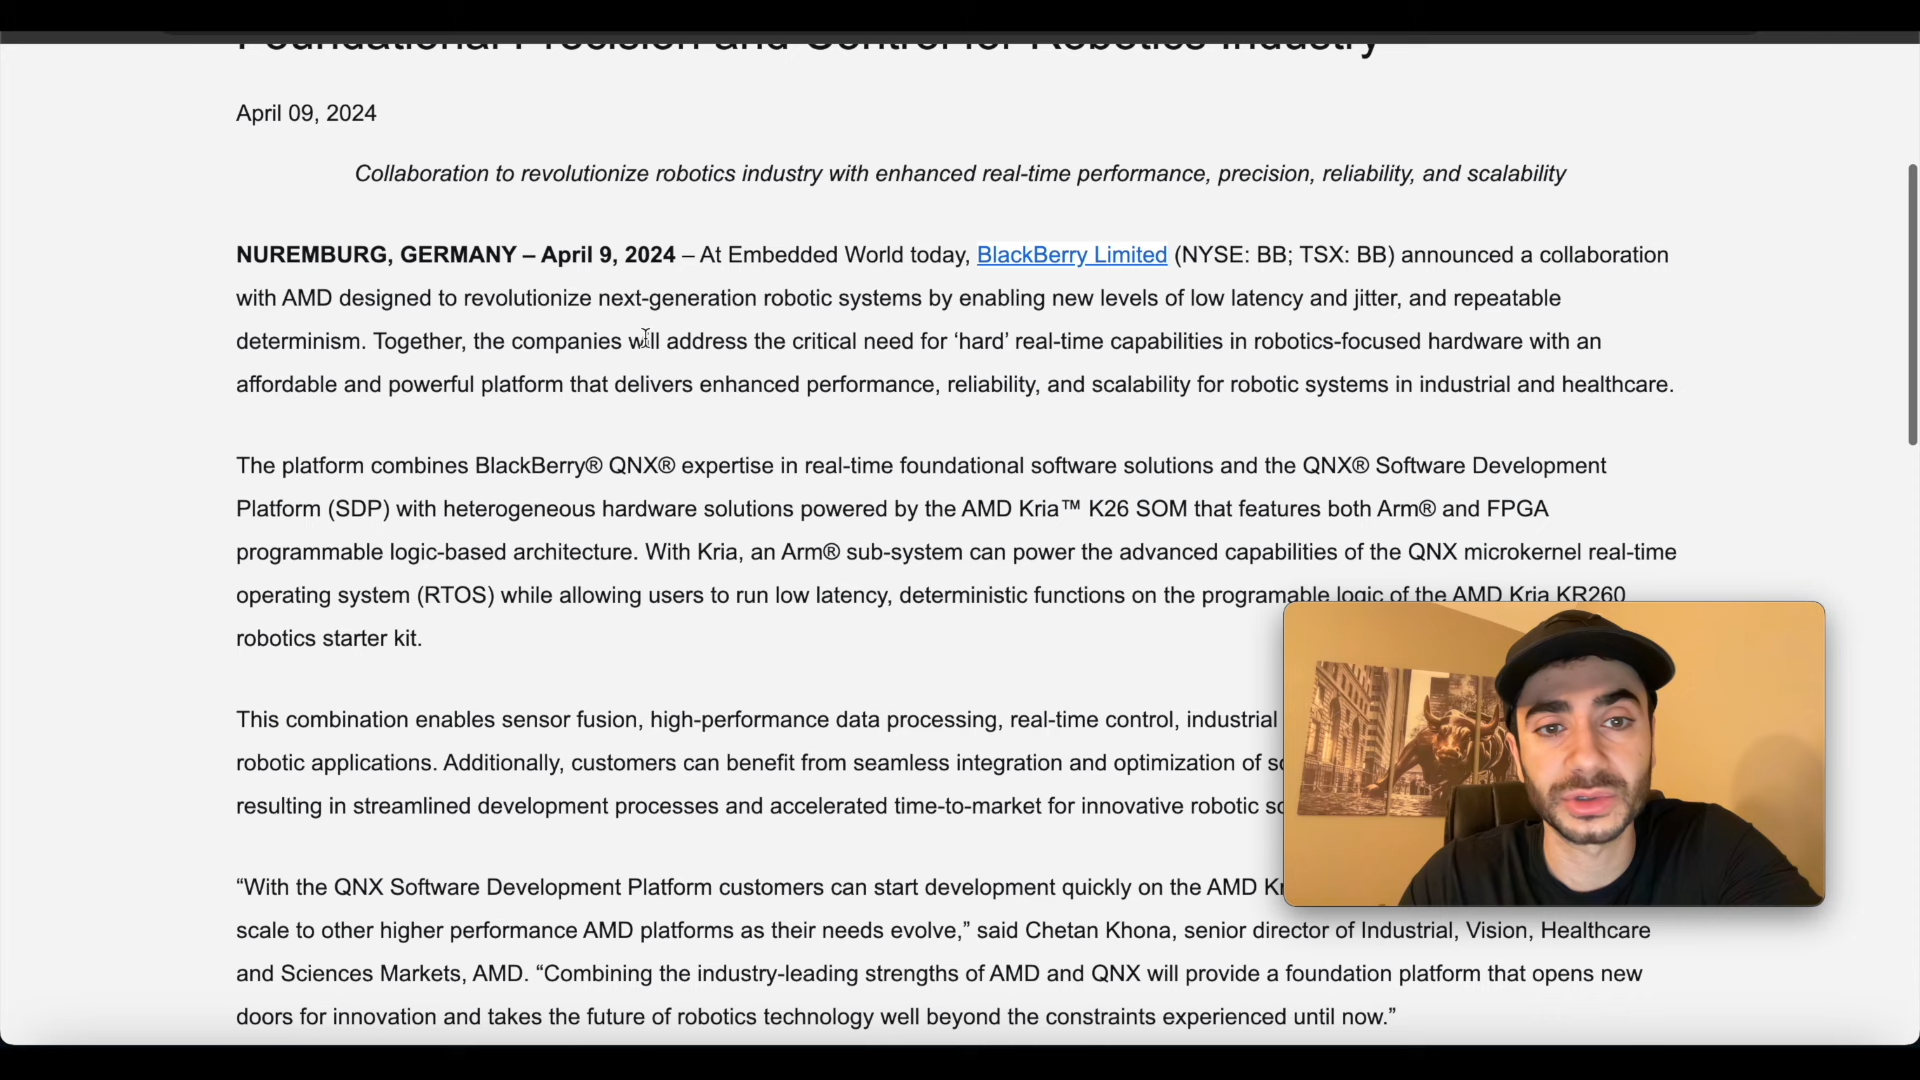 Foundational Precision and Control for Robotics Industry
April 09, 2024
Collaboration to revolutionize robotics industry with enhanced real-time performance, precision, reliability, and scalability
NUREMBURG, GERMANY – April 9, 2024 – At Embedded World today, BlackBerry Limited (NYSE: BB; TSX: BB) announced a collaboration
with AMD designed to revolutionize next-generation robotic systems by enabling new levels of low latency and jitter, and repeatable
determinism. Together, the companies will address the critical need for ‘hard’ real-time capabilities in robotics-focused hardware with an
affordable and powerful platform that delivers enhanced performance, reliability, and scalability for robotic systems in industrial and healthcare.
The platform combines BlackBerry® QNX® expertise in real-time foundational software solutions and the QNX® Software Development
Platform (SDP) with heterogeneous hardware solutions powered by the AMD Kria™ K26 SOM that features both Arm® and FPGA
programmable logic-based architecture. With Kria, an Arm® sub-system can power the advanced capabilities of the QNX microkernel real-time
operating system (RTOS) while allowing users to run low latency, deterministic functions on the programable logic of the AMD Kria KR260
robotics starter kit.
This combination enables sensor fusion, high-performance data processing, real-time control, industrial
robotic applications. Additionally, customers can benefit from seamless integration and optimization of
resulting in streamlined development processes and accelerated time-to-market for innovative robotic
“With the QNX Software Development Platform customers can start development quickly on the AMD
scale to other higher performance AMD platforms as their needs evolve,” said Chetan Khona, senior director of Industrial, Vision, Healthcare
and Sciences Markets, AMD. “Combining the industry-leading strengths of AMD and QNX will provide a foundation platform that opens new
doors for innovation and takes the future of robotics technology well beyond the constraints experienced until now.”